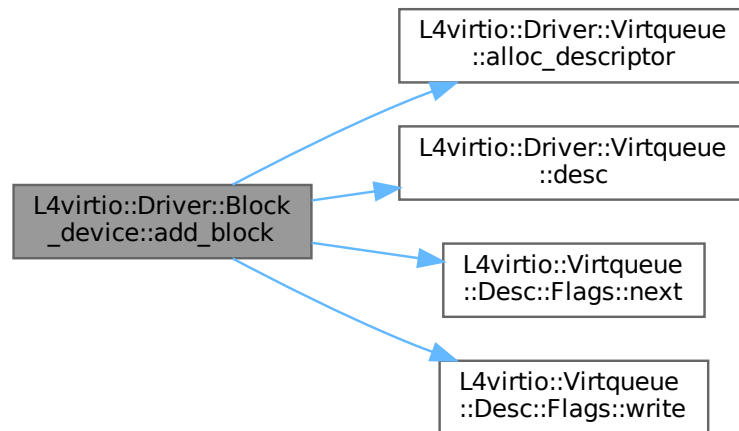 L4virtio::Driver::Virtqueue
::alloc_descriptor
L4virtio::Driver::Virtqueue
::desc
L4virtio::Driver::Block
_device::add_block
L4virtio::Virtqueue
::Desc::Flags::next
L4virtio::Virtqueue
::Desc::Flags::write